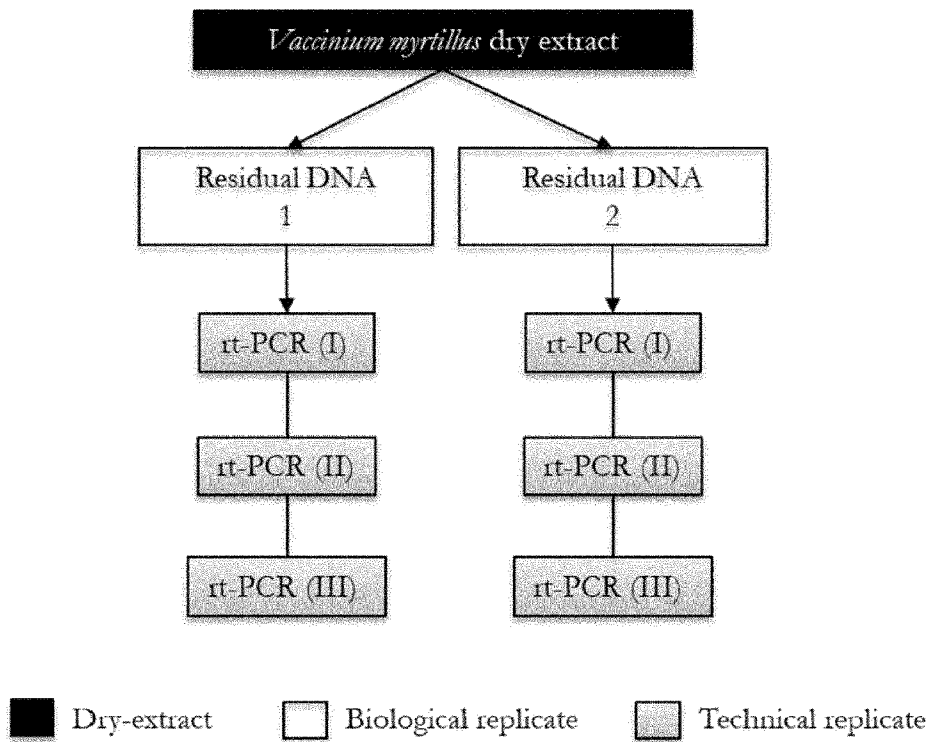 Vaccinium myrtillus dry extract
Residual DNA
1
Residual DNA
2
rt-PCR (I)
rt-PCR (I)
rt-PCR (II)
rt-PCR (II)
rt-PCR (III)
rt-PCR (III)
Dry-extract
Biological replicate
Technical replicate